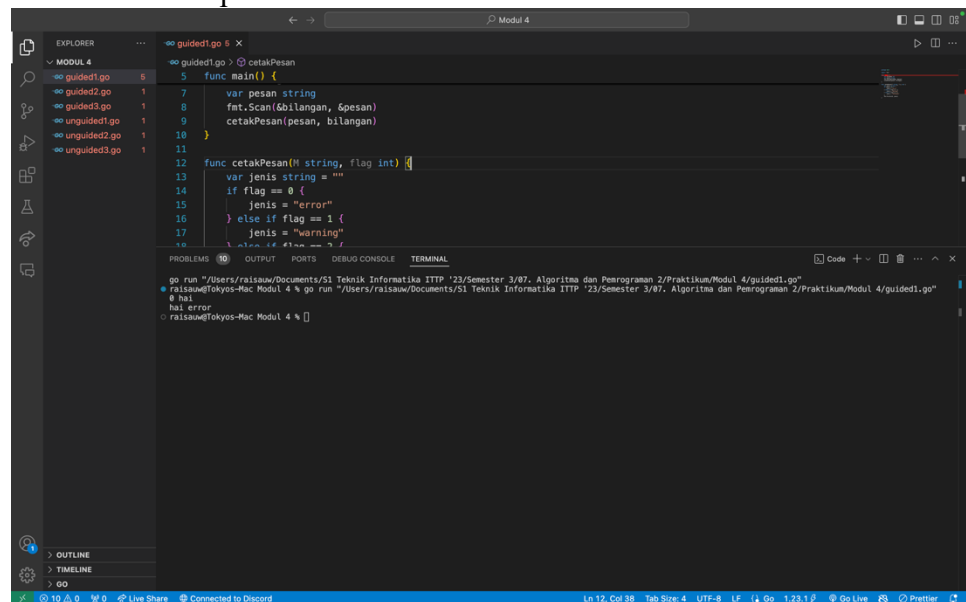 Modul 4
EXPLORER
MODUL 4
guided1.go 5
guided2.go 1
guided3.go 1
unguided1.go 1
unguided2.go 1
unguided3.go 1
OUTLINE
TIMELINE
GO
guided1.go 5
guided1.go > cetakPesan
5 func main() {
7 var pesan string
8 fmt.Scan(&bilangan, &pesan)
9 cetakPesan(pesan, bilangan)
10 }
11
12 func cetakPesan(M string, flag int) {
13 var jenis string = ""
14 if flag == 0 {
15 jenis = "error"
16 } else if flag == 1 {
17 jenis = "warning"
18 } else if flag == 2 {
PROBLEMS 10 OUTPUT PORTS DEBUG CONSOLE TERMINAL
Code
go run "/Users/raisauw/Documents/S1 Teknik Informatika ITTP '23/Semester 3/07. Algoritma dan Pemrograman 2/Praktikum/Modul 4/guided1.go"
raisauw@Tokyos-Mac Modul 4 % go run "/Users/raisauw/Documents/S1 Teknik Informatika ITTP '23/Semester 3/07. Algoritma dan Pemrograman 2/Praktikum/Modul 4/guided1.go"
0 hai
hai error
raisauw@Tokyos-Mac Modul 4 %
10 0 0 Live Share Connected to Discord Ln 12, Col 38 Tab Size: 4 UTF-8 LF Go 1.23.1 Go Live Prettier